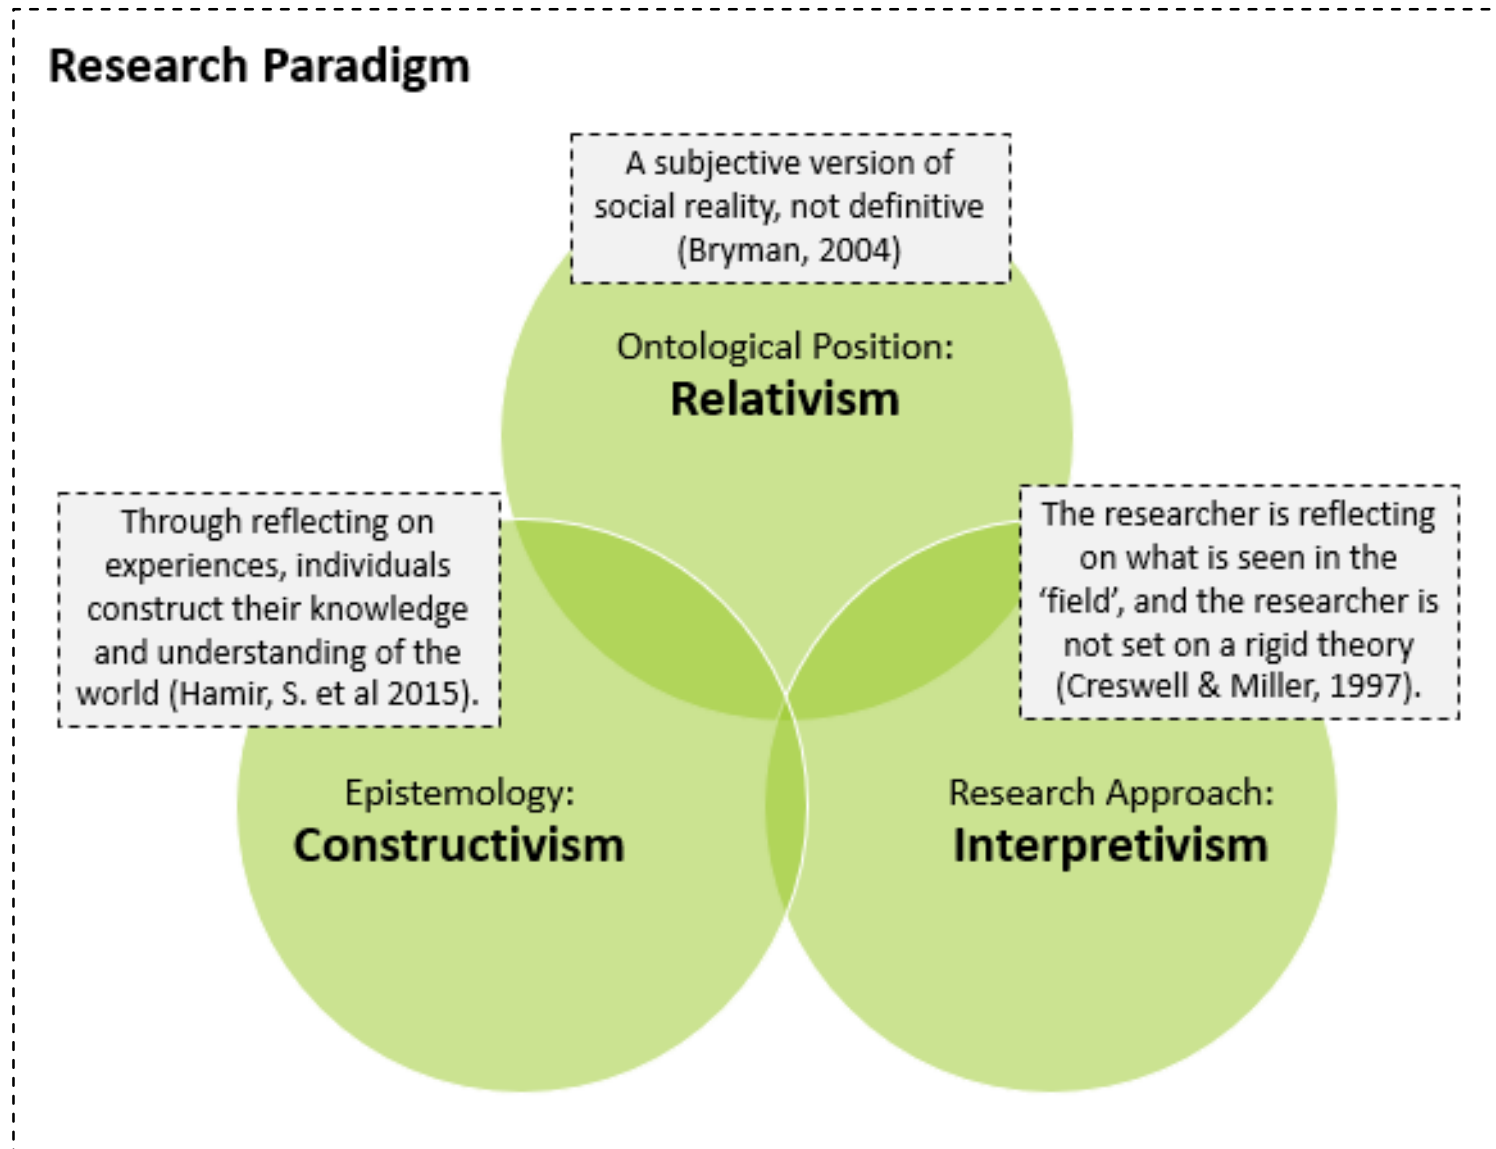 Research Paradigm
A subjective version of
social reality, not definitive
(Bryman, 2004)
Ontological Position:
Relativism
Through reflecting on
experiences, individuals
construct their knowledge
and understanding of the
world (Hamir, S. et al 2015).
The researcher is reflecting
on what is seen in the
‘field’, and the researcher is
not set on a rigid theory
(Creswell & Miller, 1997).
Epistemology:
Constructivism
Research Approach:
Interpretivism